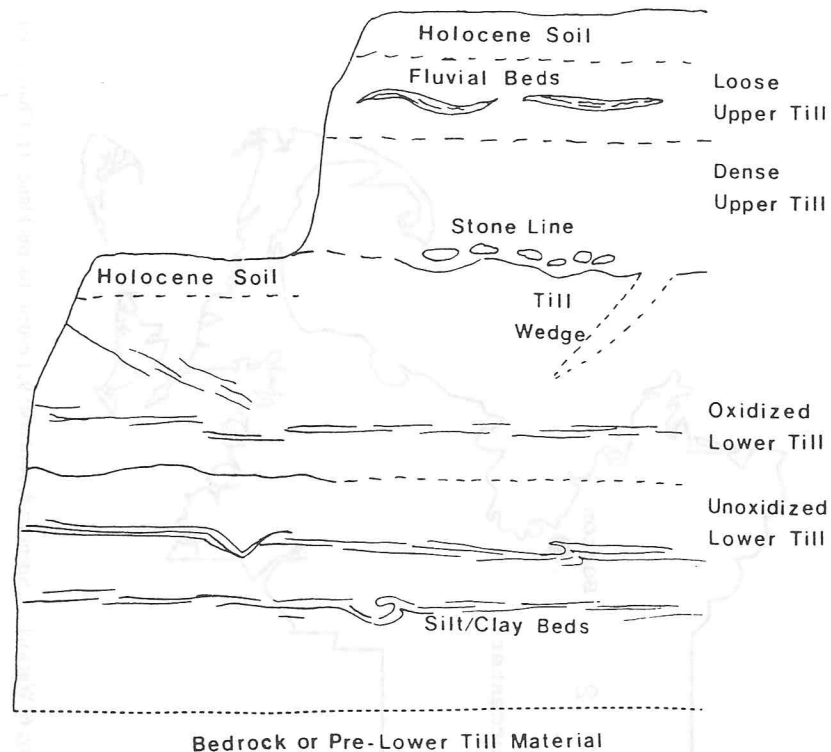 Holocene Soil
Fluvial Beds
Loose
Upper Till
Dense
Upper Till
Stone Line
Holocene Soil
Till
Wedge
Oxidized
Lower Till
Unoxidized
Lower Till
Silt/Clay Beds
Bedrock or Pre-Lower Till Material